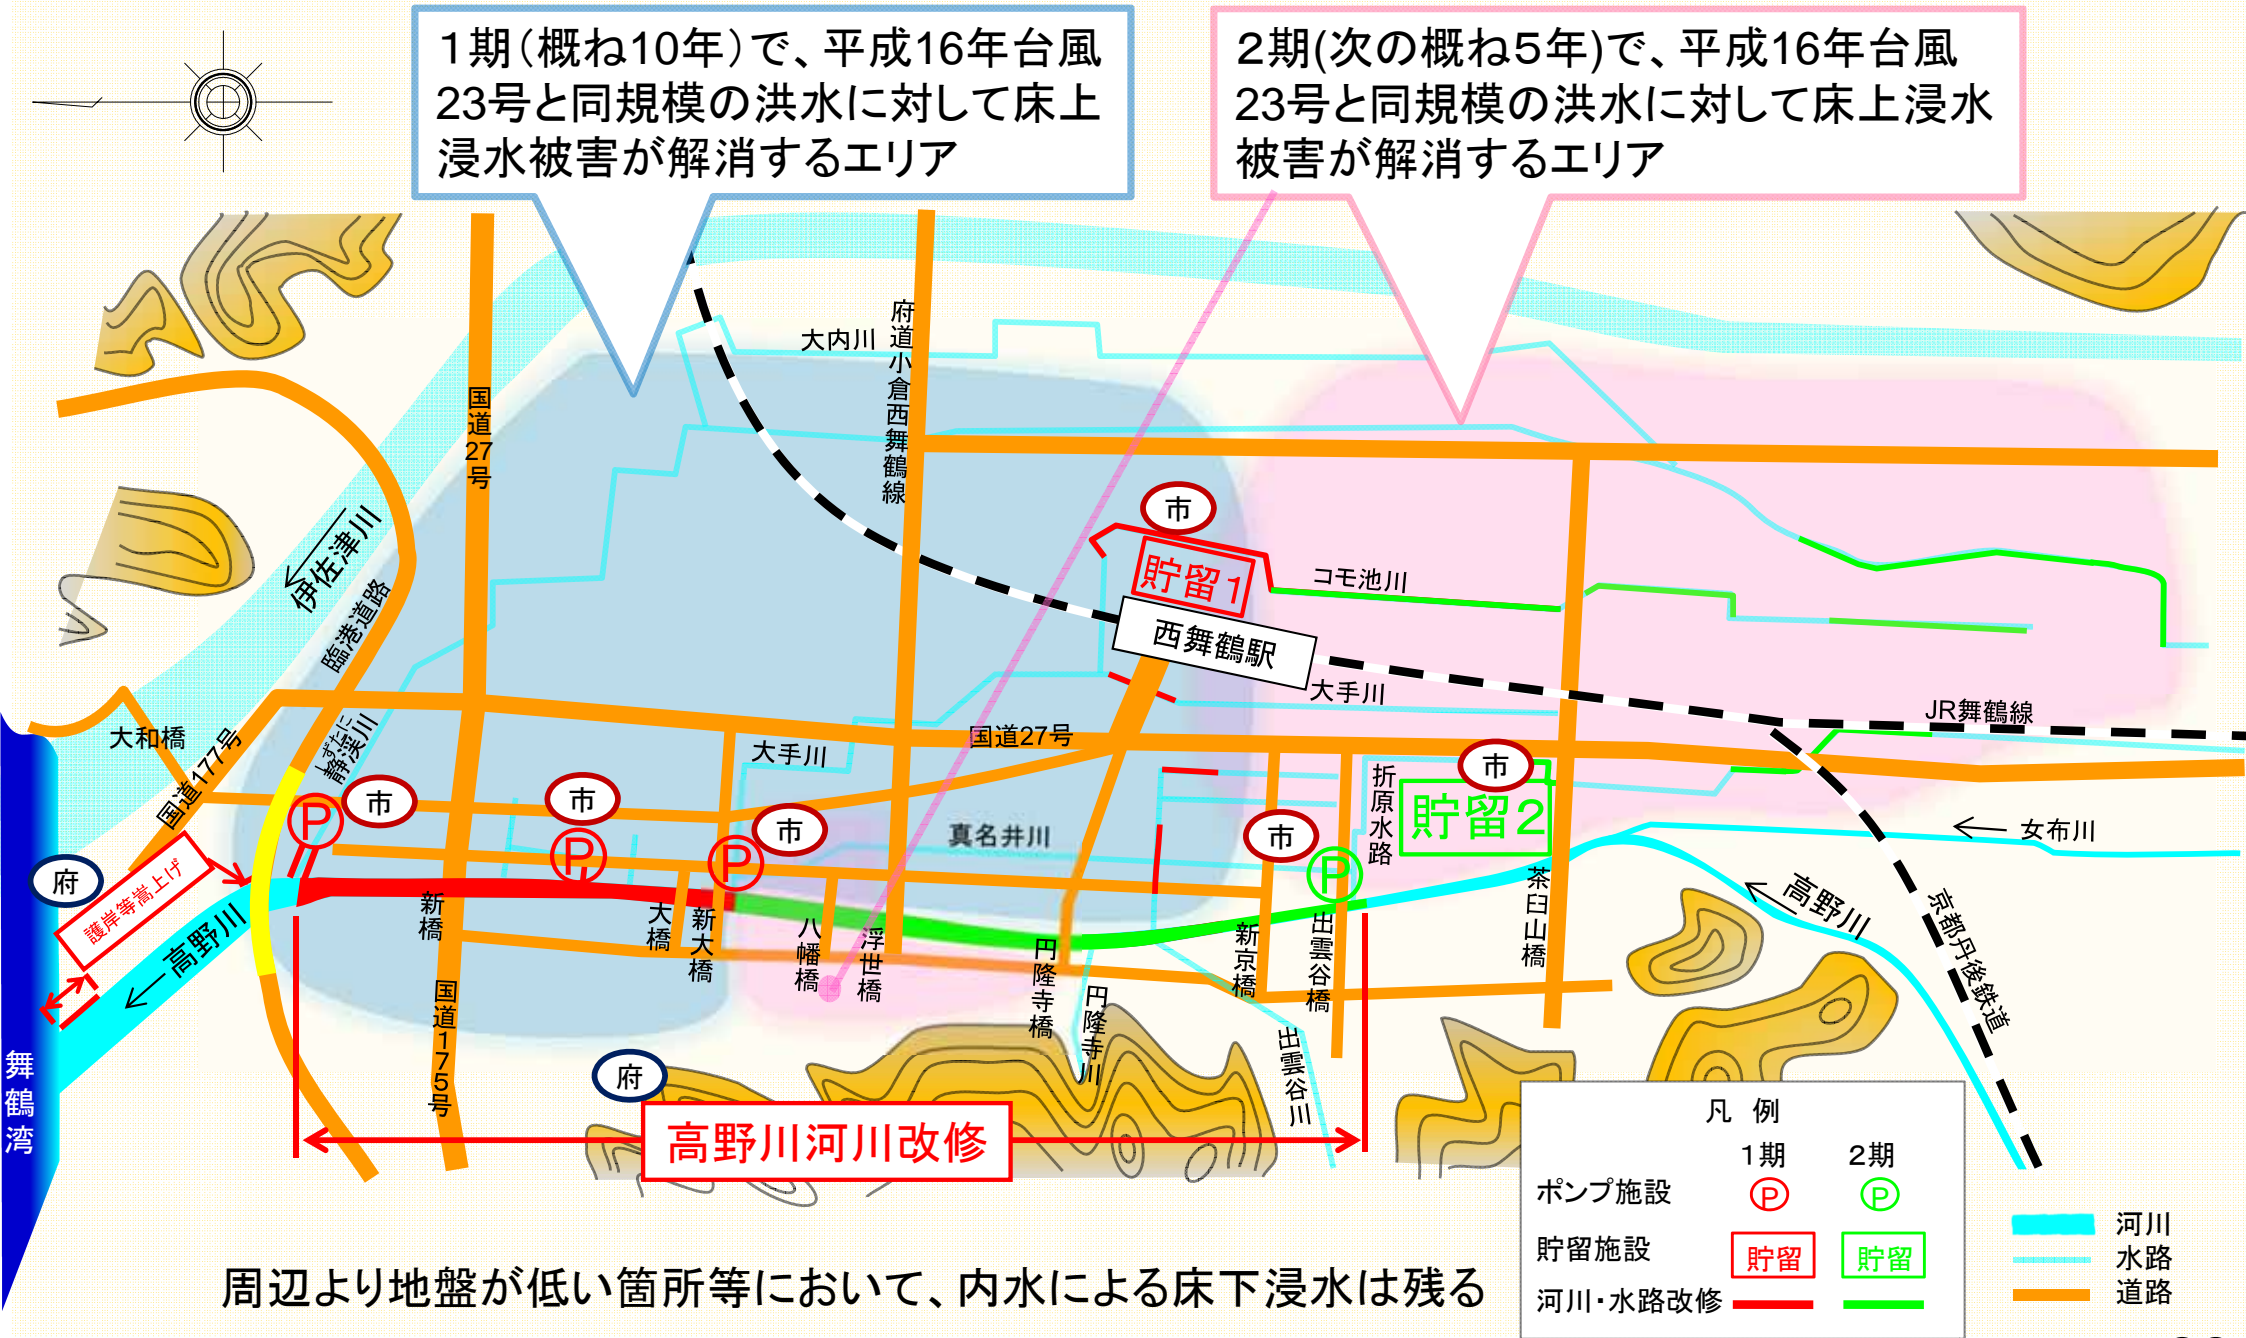 1期(概ね10年)で、平成16年台風
23号と同規模の洪水に対して床上
浸水被害が解消するエリア
2期(次の概ね5年)で、平成16年台風
23号と同規模の洪水に対して床上浸水
被害が解消するエリア
大内川
府道小倉西舞鶴線
国道27号
伊佐津川
臨港道路
市
貯留1
コモ池川
西舞鶴駅
大手川
JR舞鶴線
大和橋
国道177号
しずたに
静渓川
大手川
国道27号
折原水路
市
貯留2
P
市
市
P
市
P
真名井川
市
P
女布川
府
護岸等嵩上げ
高野川
新橋
大橋
新大橋
八幡橋
浮世橋
円隆寺橋
円隆寺川
新京橋
出雲谷橋
出雲谷川
茶臼山橋
高野川
京都丹後鉄道
国道175号
舞鶴湾
府
高野川河川改修
凡 例
1期 2期
ポンプ施設 P P
貯留施設 貯留 貯留
河川・水路改修
河川
水路
道路
周辺より地盤が低い箇所等において、内水による床下浸水は残る